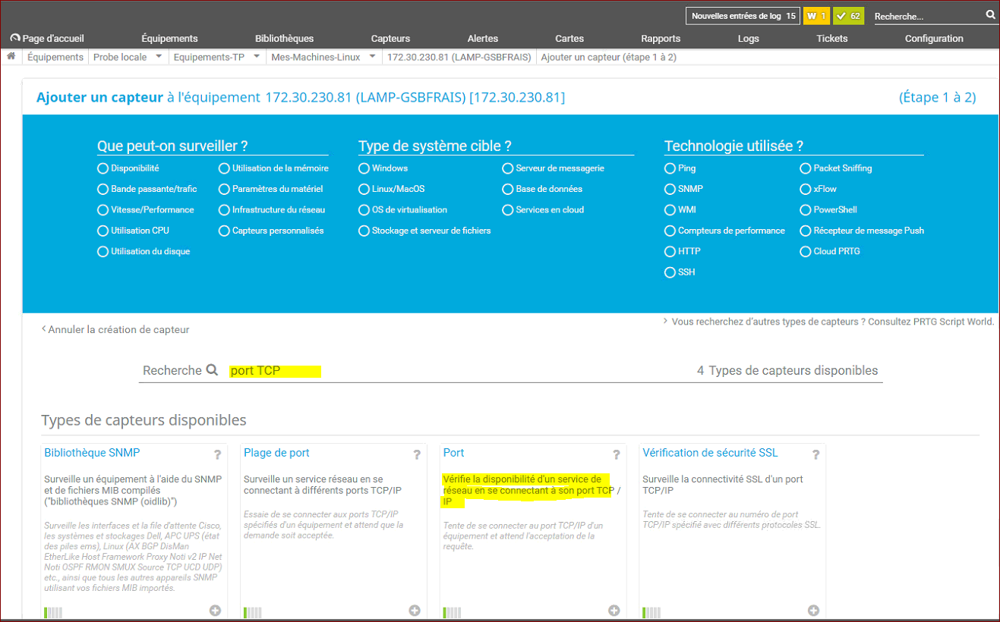 Nouvelles entrées de log 15 W 1 62 Recherche...
Page d'accueil Équipements Bibliothèques Capteurs Alertes Cartes Rapports Logs Tickets Configuration
Équipements Probe locale Equipements-TP Mes-Machines-Linux 172.30.230.81 (LAMP-GSBFRAIS) Ajouter un capteur (étape 1 à 2)
Ajouter un capteur à l'équipement 172.30.230.81 (LAMP-GSBFRAIS) [172.30.230.81] (Étape 1 à 2)
Que peut-on surveiller ?
Disponibilité Utilisation de la mémoire
Bande passante/trafic Paramètres du matériel
Vitesse/Performance Infrastructure du réseau
Utilisation CPU Capteurs personnalisés
Utilisation du disque
Type de système cible ?
Windows Serveur de messagerie
Linux/MacOS Base de données
OS de virtualisation Services en cloud
Stockage et serveur de fichiers
Technologie utilisée ?
Ping Packet Sniffing
SNMP xFlow
WMI PowerShell
Compteurs de performance Récepteur de message Push
HTTP Cloud PRTG
SSH
< Annuler la création de capteur
> Vous recherchez d'autres types de capteurs ? Consultez PRTG Script World.
Recherche port TCP 4 Types de capteurs disponibles
Types de capteurs disponibles
Bibliothèque SNMP ?
Surveille un équipement à l'aide du SNMP
et de fichiers MIB compilés
("bibliothèques SNMP (oidlib)")
Surveille les interfaces et la file d'attente Cisco,
les systèmes et stockages Dell, APC UPS (état
des piles ems), Linux (AX BGP DisMan
EtherLike Host Framework Proxy Noti v2 IP Net
Noti OSPF RMON SMUX Source TCP UCD UDP)
etc., ainsi que tous les autres appareils SNMP
utilisant vos fichiers MIB importés.
Plage de port ?
Surveille un service réseau en se
connectant à différents ports TCP/IP
Essaie de se connecter aux ports TCP/IP
spécifiés d'un équipement et attend que la
demande soit acceptée.
Port ?
Vérifie la disponibilité d'un service de
réseau en se connectant à son port TCP /
IP
Tente de se connecter au port TCP/IP d'un
équipement et attend l'acceptation de la
requête.
Vérification de sécurité SSL ?
Surveille la connectivité SSL d'un port
TCP/IP
Tente de se connecter au numéro de port
TCP/IP spécifié avec différents protocoles SSL.